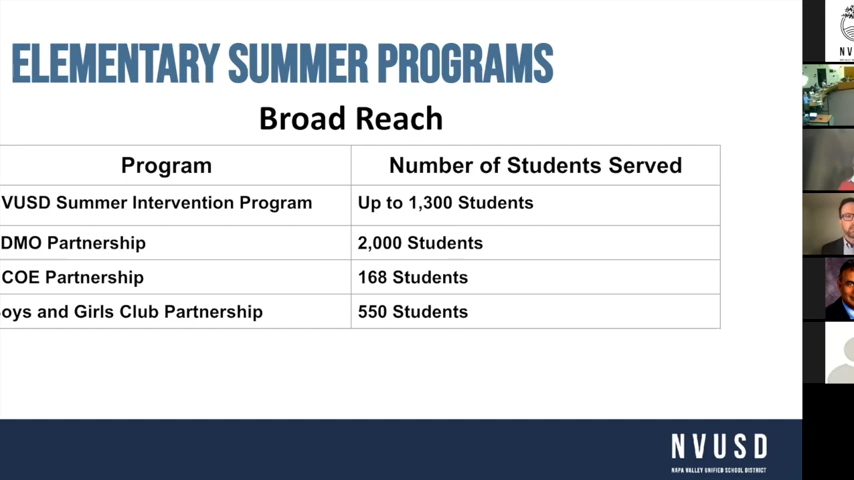 ELEMENTARY SUMMER PROGRAMS
Broad Reach
Program Number of Students Served
VUSD Summer Intervention Program Up to 1,300 Students
DMO Partnership 2,000 Students
COE Partnership 168 Students
oys and Girls Club Partnership 550 Students
NVUSD
NAPA VALLEY UNIFIED SCHOOL DISTRICT
NV